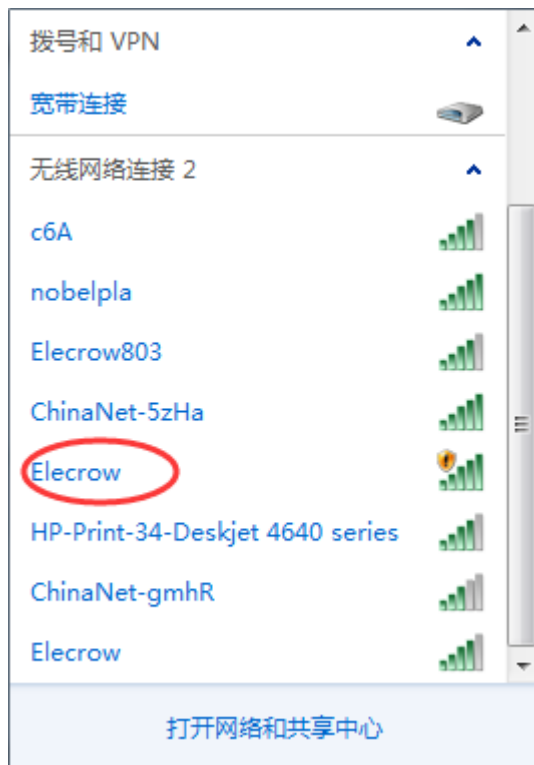 拨号和 VPN
宽带连接
无线网络连接 2
c6A
nobelpla
Elecrow803
ChinaNet-5zHa
Elecrow
HP-Print-34-Deskjet 4640 series
ChinaNet-gmhR
Elecrow
打开网络和共享中心